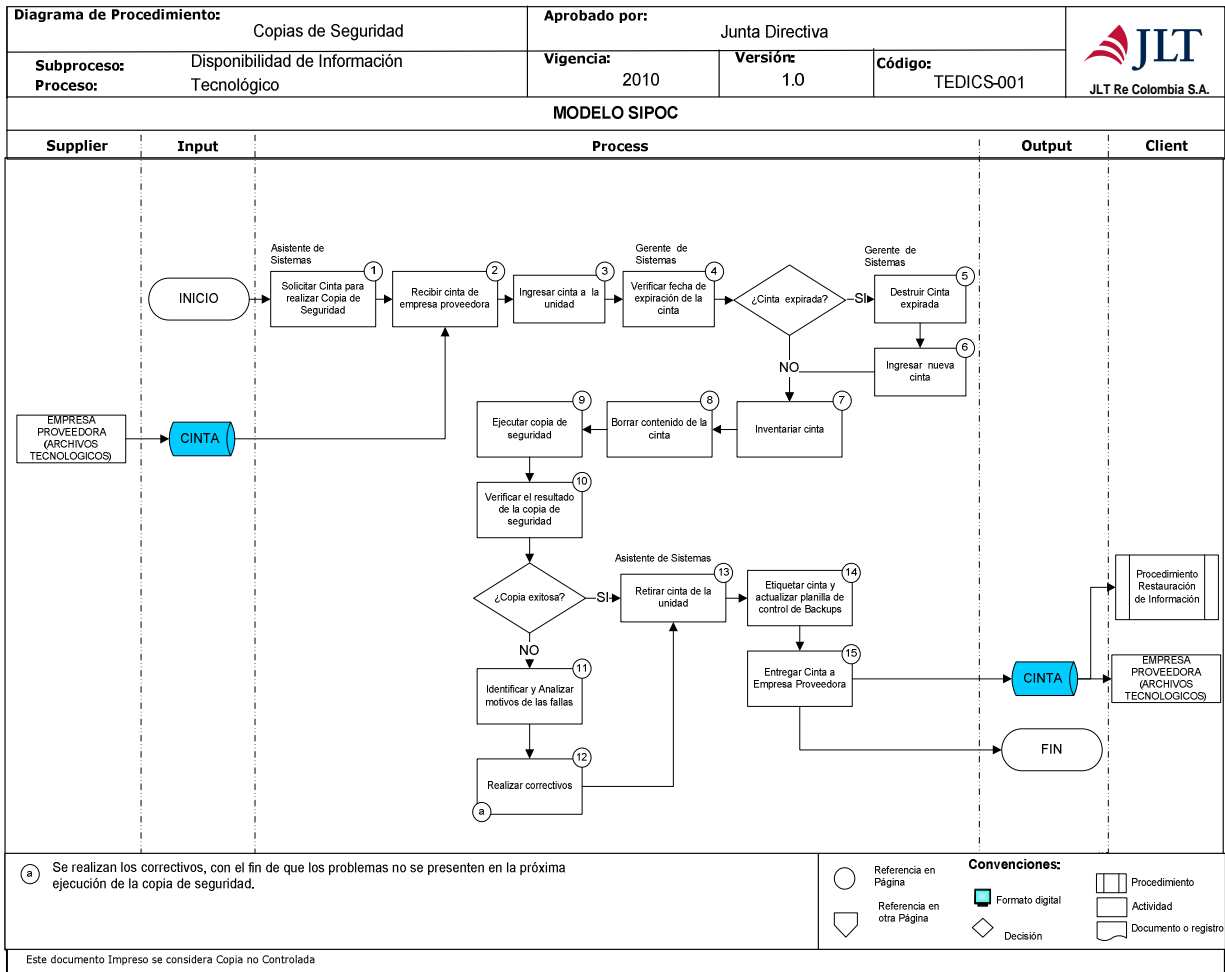 Diagrama de Procedimiento:
Copias de Seguridad
Aprobado por:
Junta Directiva
Subproceso:
Disponibilidad de Información
Proceso:
Tecnológico
Vigencia:
2010
Versión:
1.0
Código:
TEDICS-001
JLT
JLT Re Colombia S.A.
MODELO SIPOC
Supplier
Input
Process
Output
Client
INICIO
Asistente de
Sistemas
1
Solicitar Cinta para
realizar Copia de
Seguridad
2
Recibir cinta de
empresa proveedora
3
Ingresar cinta a la
unidad
Gerente de
Sistemas
4
Verificar fecha de
expiración de la
cinta
¿Cinta expirada?
SI
Gerente de
Sistemas
5
Destruir Cinta
expirada
6
Ingresar nueva
cinta
NO
7
Inventariar cinta
8
Borrar contenido de la
cinta
9
Ejecutar copia de
seguridad
EMPRESA
PROVEEDORA
(ARCHIVOS
TECNOLOGICOS)
CINTA
10
Verificar el resultado
de la copia de
seguridad
¿Copia exitosa?
SI
NO
Asistente de Sistemas
13
Retirar cinta de la
unidad
14
Etiquetar cinta y
actualizar planilla de
control de Backups
15
Entregar Cinta a
Empresa Proveedora
11
Identificar y Analizar
motivos de las fallas
12
Realizar correctivos
a
CINTA
Procedimiento
Restauración
de Información
EMPRESA
PROVEEDORA
(ARCHIVOS
TECNOLOGICOS)
FIN
a
Se realizan los correctivos, con el fin de que los problemas no se presenten en la próxima
ejecución de la copia de seguridad.
Convenciones:
Referencia en
Página
Referencia en
otra Página
Formato digital
Decisión
Procedimiento
Actividad
Documento o registro
Este documento Impreso se considera Copia no Controlada